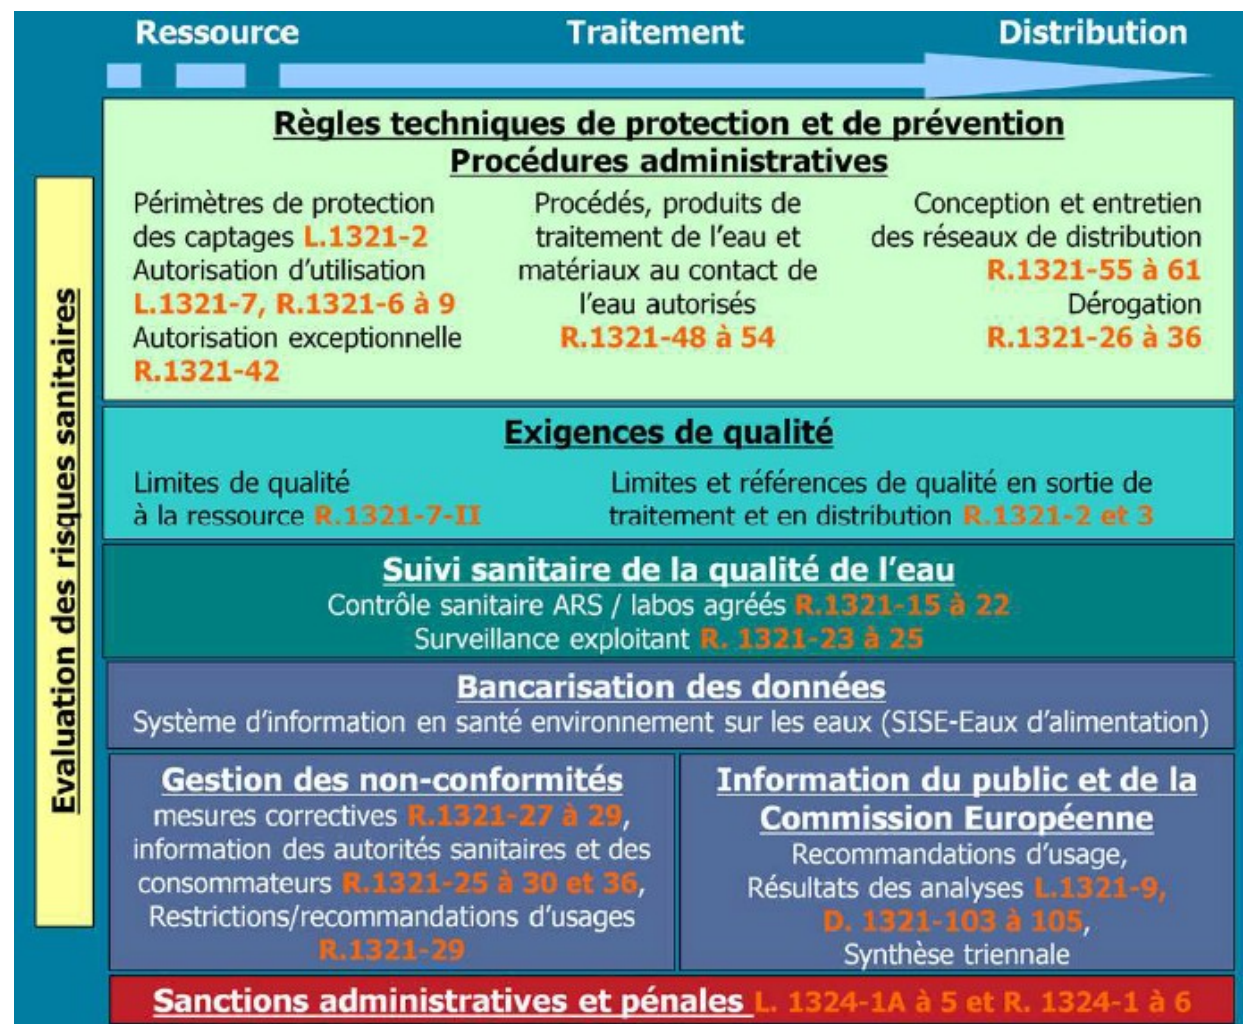 Ressource
Traitement
Distribution
Evaluation des risques sanitaires
Règles techniques de protection et de prévention
Procédures administratives
Périmètres de protection
des captages L.1321-2
Autorisation d'utilisation
L.1321-7, R.1321-6 à 9
Autorisation exceptionnelle
R.1321-42
Procédés, produits de
traitement de l'eau et
matériaux au contact de
l'eau autorisés
R.1321-48 à 54
Conception et entretien
des réseaux de distribution
R.1321-55 à 61
Dérogation
R.1321-26 à 36
Exigences de qualité
Limites de qualité
à la ressource R.1321-7-II
Limites et références de qualité en sortie de
traitement et en distribution R.1321-2 et 3
Suivi sanitaire de la qualité de l'eau
Contrôle sanitaire ARS / labos agréés R.1321-15 à 22
Surveillance exploitant R. 1321-23 à 25
Bancarisation des données
Système d'information en santé environnement sur les eaux (SISE-Eaux d'alimentation)
Gestion des non-conformités
mesures correctives R.1321-27 à 29,
information des autorités sanitaires et des
consommateurs R.1321-25 à 30 et 36,
Restrictions/recommandations d'usages
R.1321-29
Information du public et de la
Commission Européenne
Recommandations d'usage,
Résultats des analyses L.1321-9,
D. 1321-103 à 105,
Synthèse triennale
Sanctions administratives et pénales L. 1324-1A à 5 et R. 1324-1 à 6